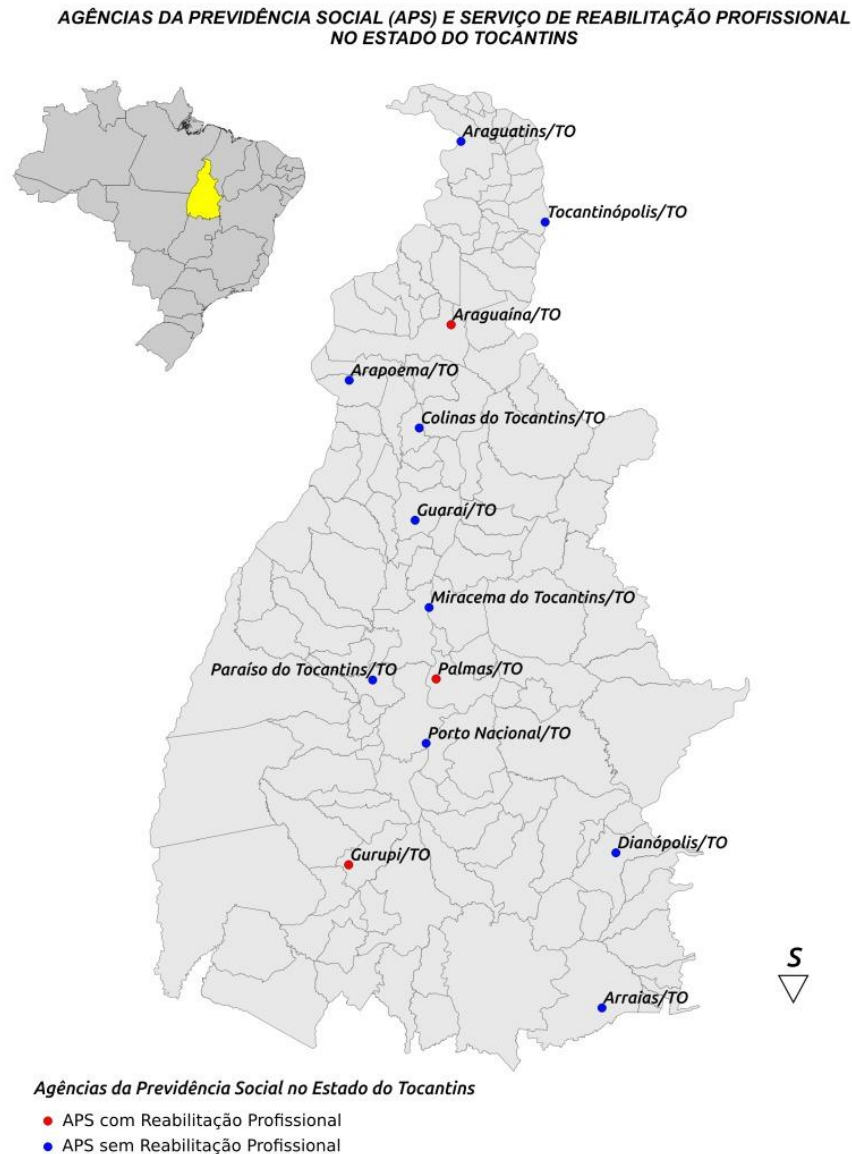 AGÊNCIAS DA PREVIDÊNCIA SOCIAL (APS) E SERVIÇO DE REABILITAÇÃO PROFISSIONAL
NO ESTADO DO TOCANTINS
Araguatins/TO
Tocantinópolis/TO
Araguaína/TO
Arapoema/TO
Colinas do Tocantins/TO
Guaraí/TO
Miracema do Tocantins/TO
Paraíso do Tocantins/TO
Palmas/TO
Porto Nacional/TO
Dianópolis/TO
Gurupi/TO
S
Arraias/TO
Agências da Previdência Social no Estado do Tocantins
APS com Reabilitação Profissional
APS sem Reabilitação Profissional